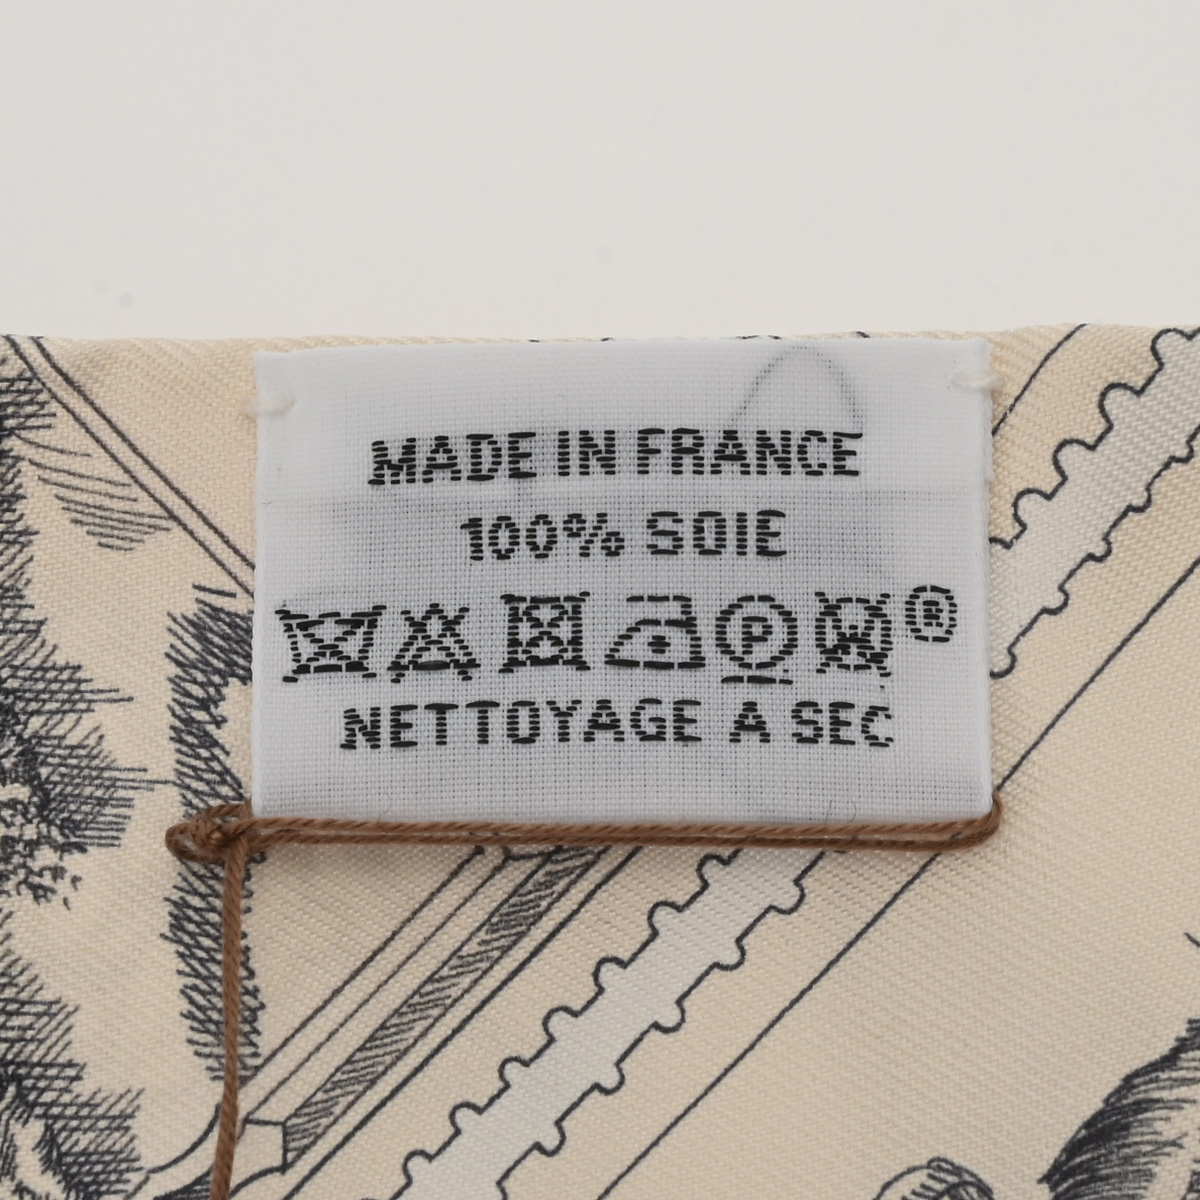 MADE IN FRANCE
100% SOIE
P W ®
NETTOYAGE A SEC